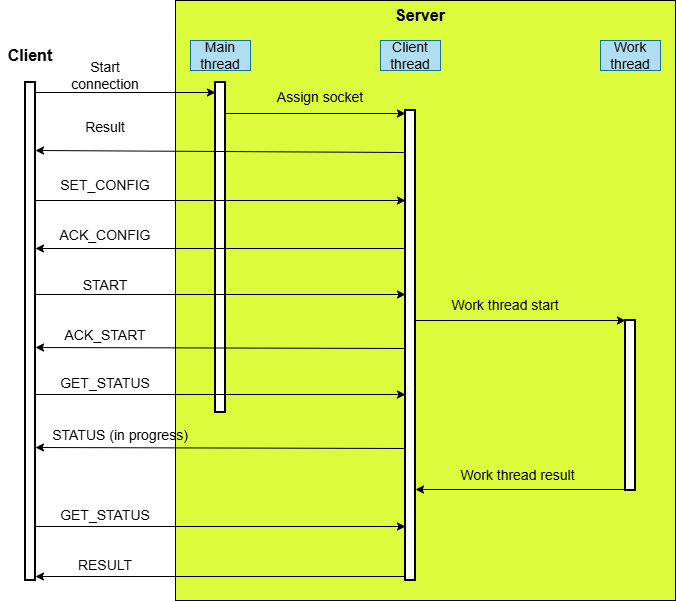 Server
Client
Main
thread
Client
thread
Work
thread
Start
connection
Assign socket
Result
SET_CONFIG
ACK_CONFIG
START
Work thread start
ACK_START
GET_STATUS
STATUS (in progress)
Work thread result
GET_STATUS
RESULT